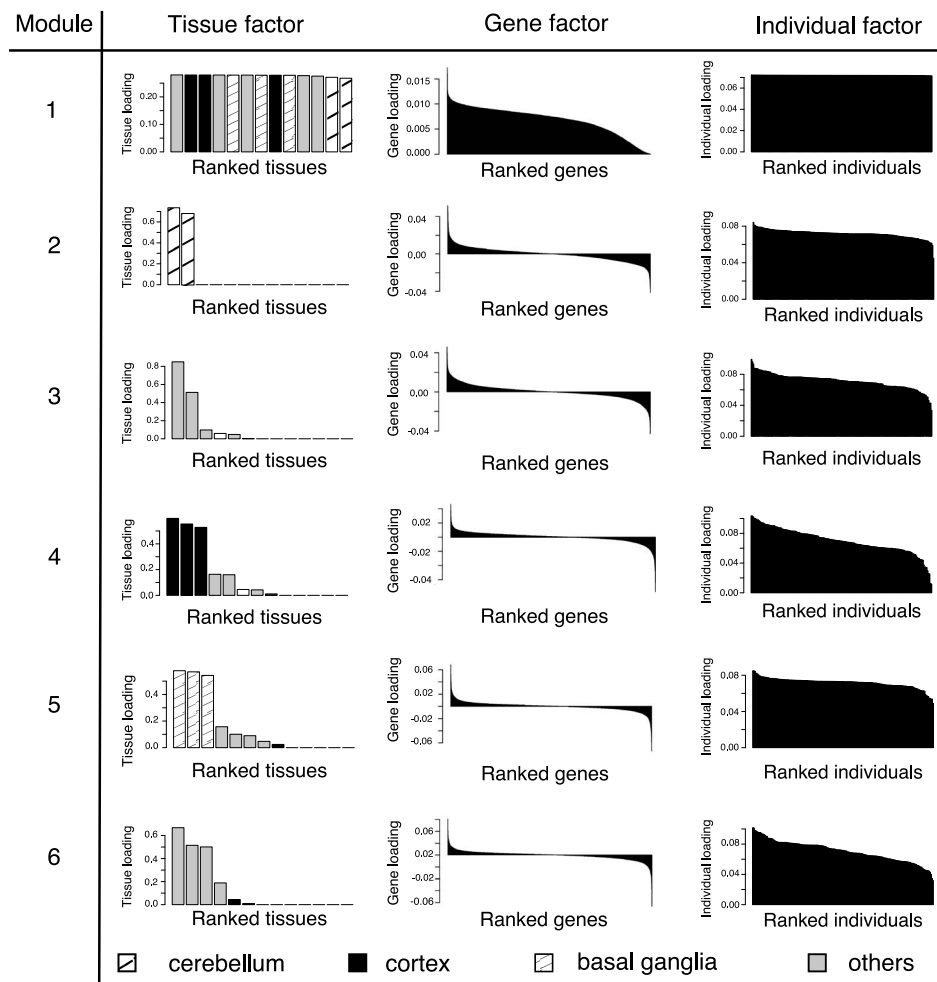 Module Tissue factor Gene factor Individual factor
1
Tissue loading
0.20
0.10
0.00
Ranked tissues
Gene loading
0.015
0.010
0.005
0.000
Ranked genes
Individual loading
0.06
0.04
0.02
0.00
Ranked individuals
2
Tissue loading
0.6
0.4
0.2
0.0
Ranked tissues
Gene loading
0.04
0.00
-0.04
Ranked genes
Individual loading
0.08
0.04
0.00
Ranked individuals
3
Tissue loading
0.8
0.6
0.4
0.2
0.0
Ranked tissues
Gene loading
0.04
0.00
-0.04
Ranked genes
Individual loading
0.08
0.04
0.00
Ranked individuals
4
Tissue loading
0.4
0.2
0.0
Ranked tissues
Gene loading
0.02
-0.00
-0.02
-0.04
Ranked genes
Individual loading
0.08
0.04
0.00
Ranked individuals
5
Tissue loading
0.4
0.2
0.0
Ranked tissues
Gene loading
0.06
0.02
-0.02
-0.06
Ranked genes
Individual loading
0.08
0.04
0.00
Ranked individuals
6
Tissue loading
0.6
0.4
0,2
0.0
Ranked tissues
Gene loading
0.06
0.02
-0.02
-0.06
Ranked genes
Individual loading
0.08
0.04
0.00
Ranked individuals
cerebellum cortex basal ganglia others